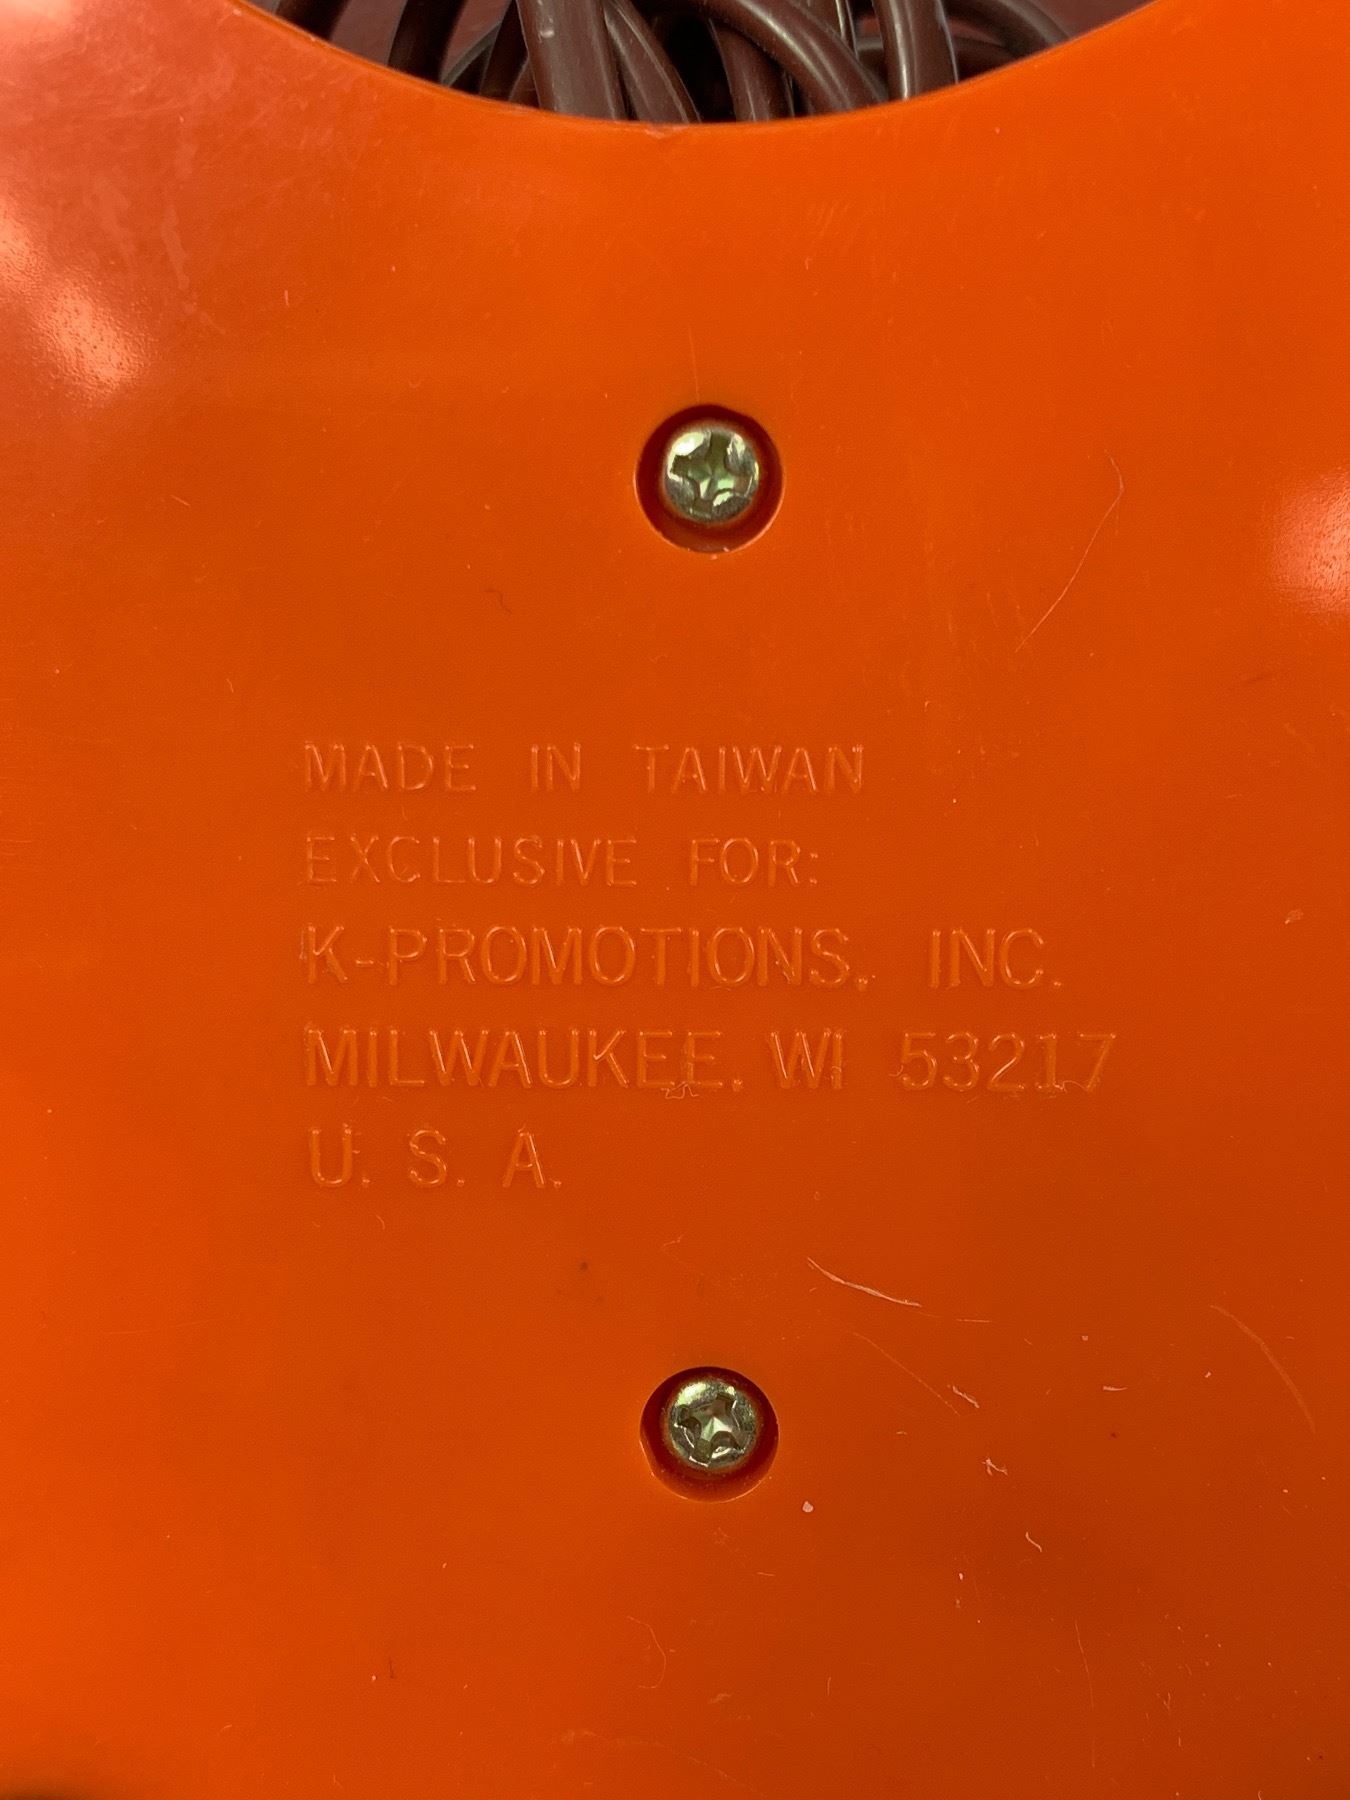 MADE IN TAIWAN
EXCLUSIVE FOR:
K-PROMOTIONS, INC.
MILWAUKEE, WI 53217
U. S. A.